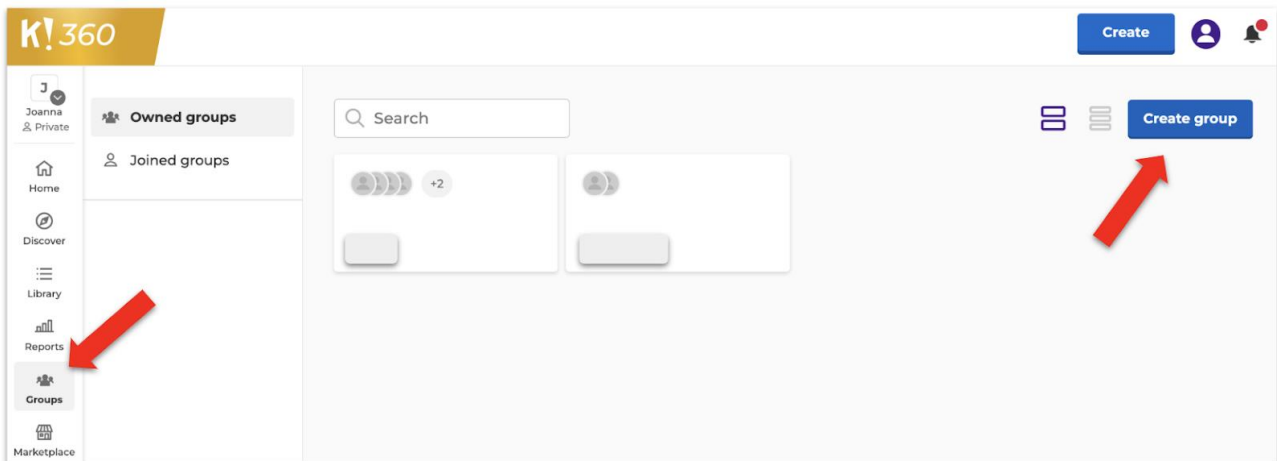 K! 360
Create
J
Joanna
Private
Home
Discover
Library
Reports
Groups
Marketplace
Owned groups
Joined groups
Search
Create group
+2